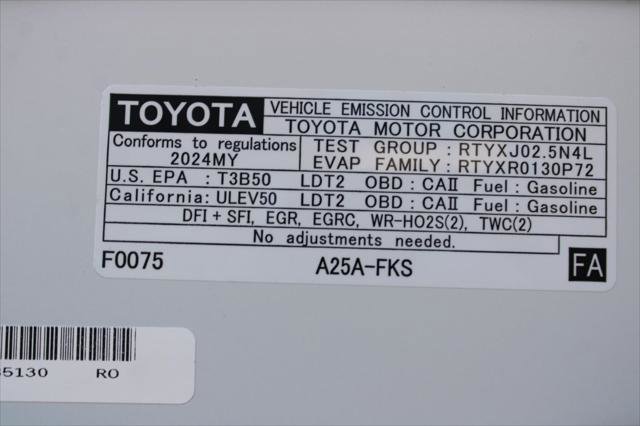 TOYOTA VEHICLE EMISSION CONTROL INFORMATION
TOYOTA MOTOR CORPORATION
Conforms to regulations
2024MY
TEST GROUP : RTYXJ02.5N4L
EVAP FAMILY : RTYXR0130P72
U.S. EPA : T3B50 LDT2 OBD : CAII Fuel : Gasoline
California: ULEV50 LDT2 OBD : CAII Fuel : Gasoline
DFI + SFI, EGR, EGRC, WR-HO2S(2), TWC(2)
No adjustments needed.
F0075 A25A-FKS FA
5130 RO